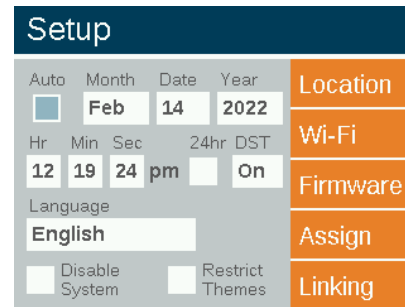 Setup
Auto Month Date Year
Feb 14 2022
Hr Min Sec 24hr DST
12 19 24 pm On
Language
English
Disable System
Restrict Themes
Location
Wi-Fi
Firmware
Assign
Linking